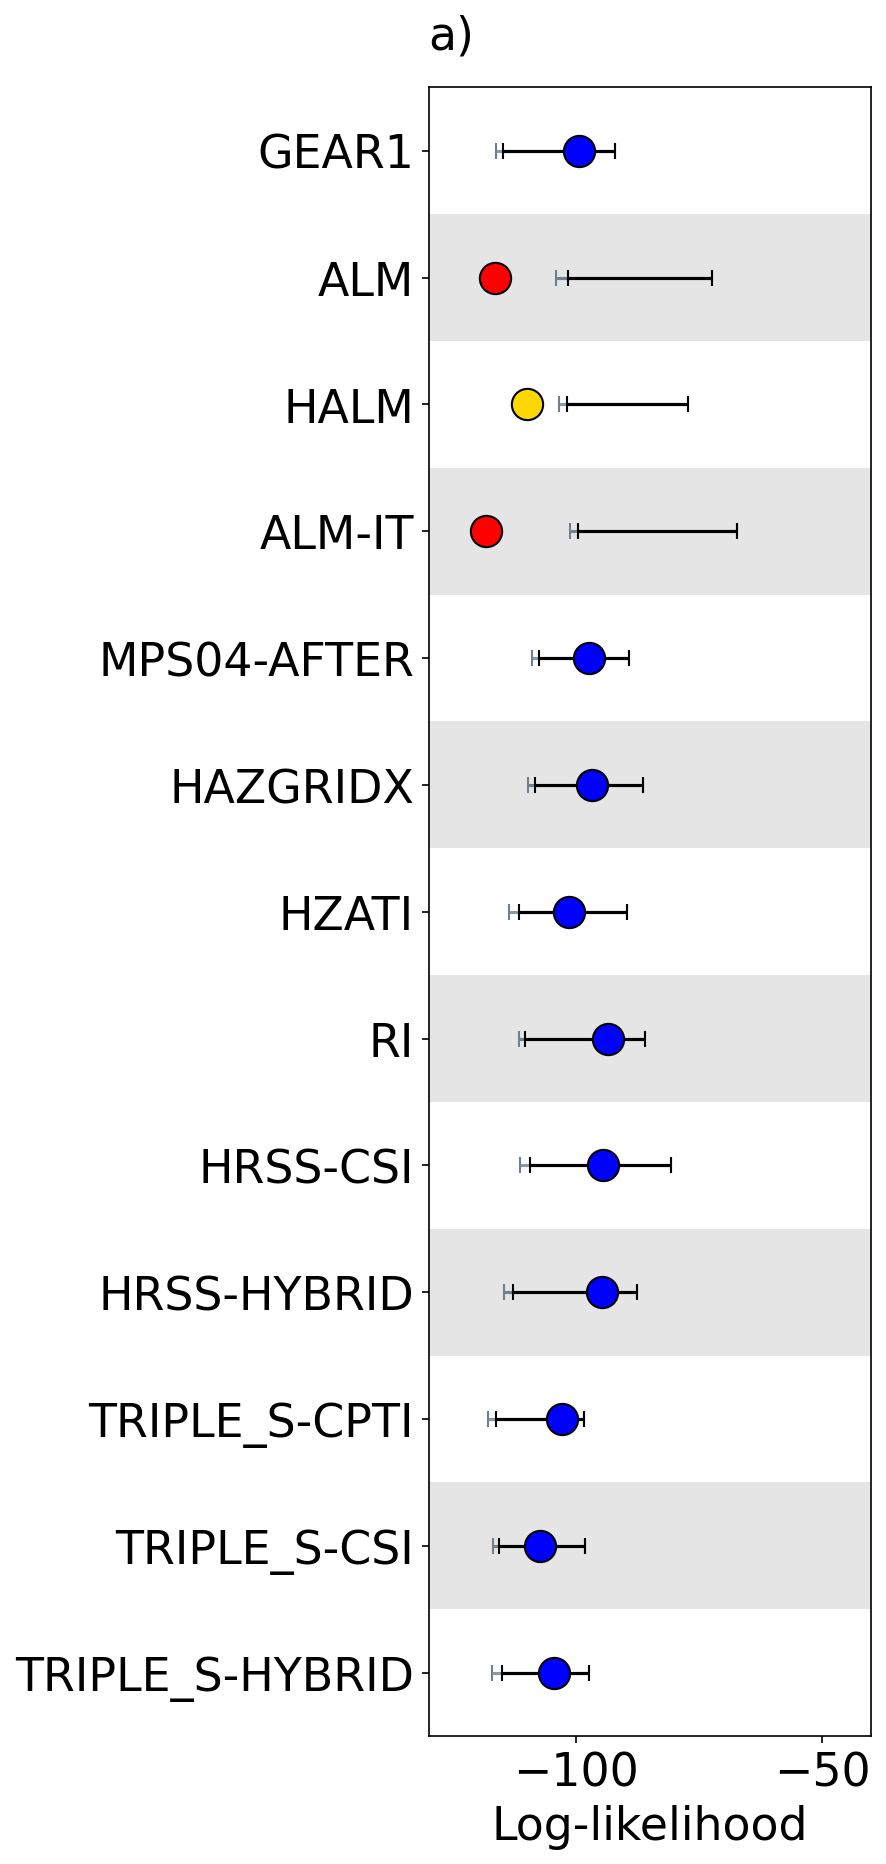 a)
GEAR1
ALM
HALM
ALM-IT
MPS04-AFTER
HAZGRIDX
HZATI
RI
HRSS-CSI
HRSS-HYBRID
TRIPLE_S-CPTI
TRIPLE_S-CSI
TRIPLE_S-HYBRID
−100 −50
Log-likelihood